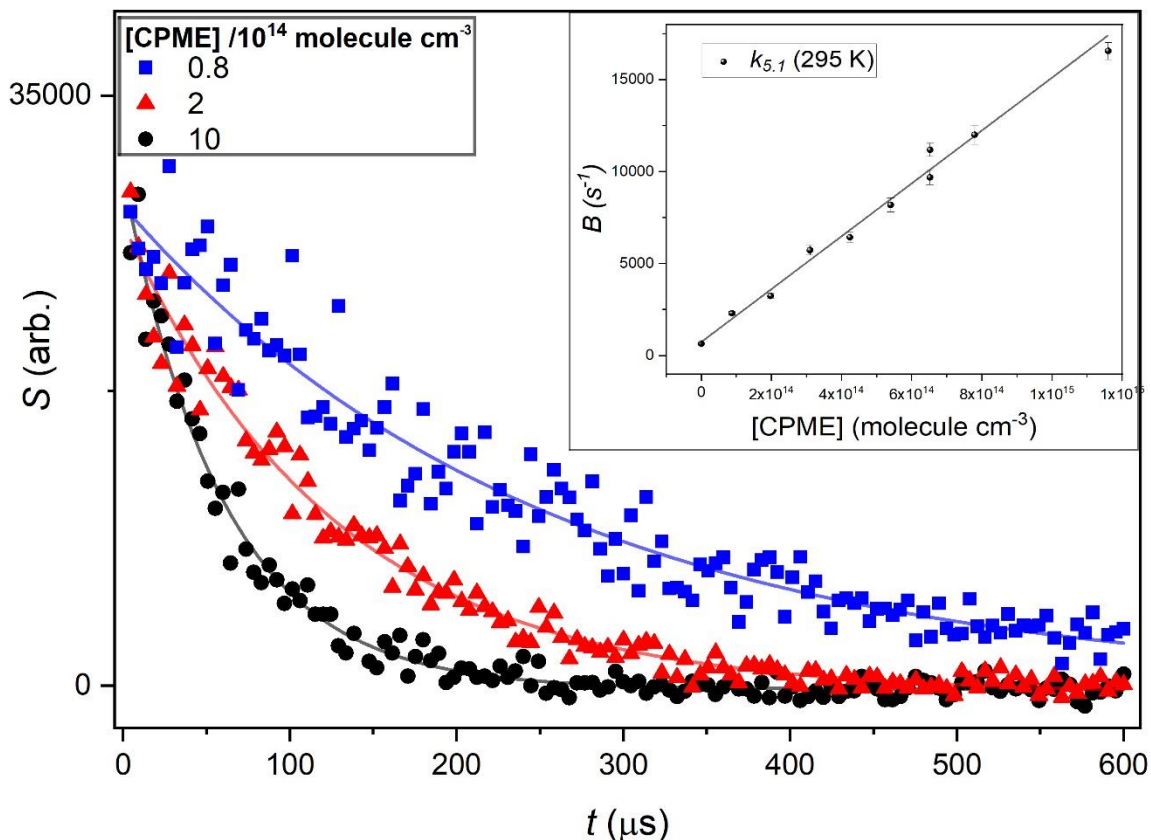 [CPME] /10¹⁴ molecule cm⁻³
0.8
2
10
35000
0
S (arb.)
0 100 200 300 400 500 600
t (μs)
k₅.₁ (295 K)
15000
10000
5000
0
B (s⁻¹)
0 2x10¹⁴ 4x10¹⁴ 6x10¹⁴ 8x10¹⁴ 1x10¹⁵ 1x10¹⁵
[CPME] (molecule cm⁻³)